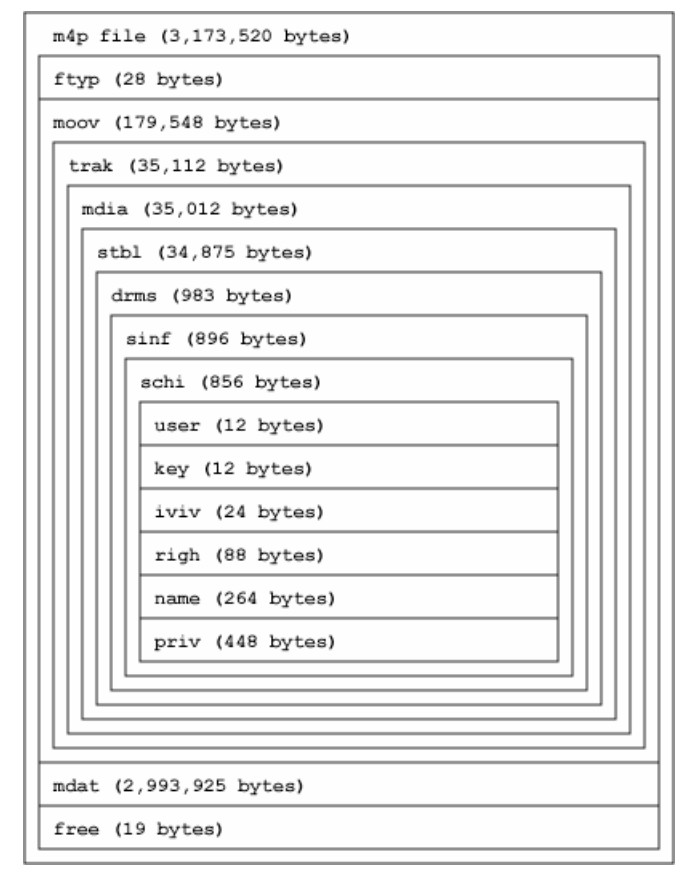 m4p file (3,173,520 bytes)
ftyp (28 bytes)
moov (179,548 bytes)
trak (35,112 bytes)
mdia (35,012 bytes)
stbl (34,875 bytes)
drms (983 bytes)
sinf (896 bytes)
schi (856 bytes)
user (12 bytes)
key (12 bytes)
iviv (24 bytes)
righ (88 bytes)
name (264 bytes)
priv (448 bytes)
mdat (2,993,925 bytes)
free (19 bytes)